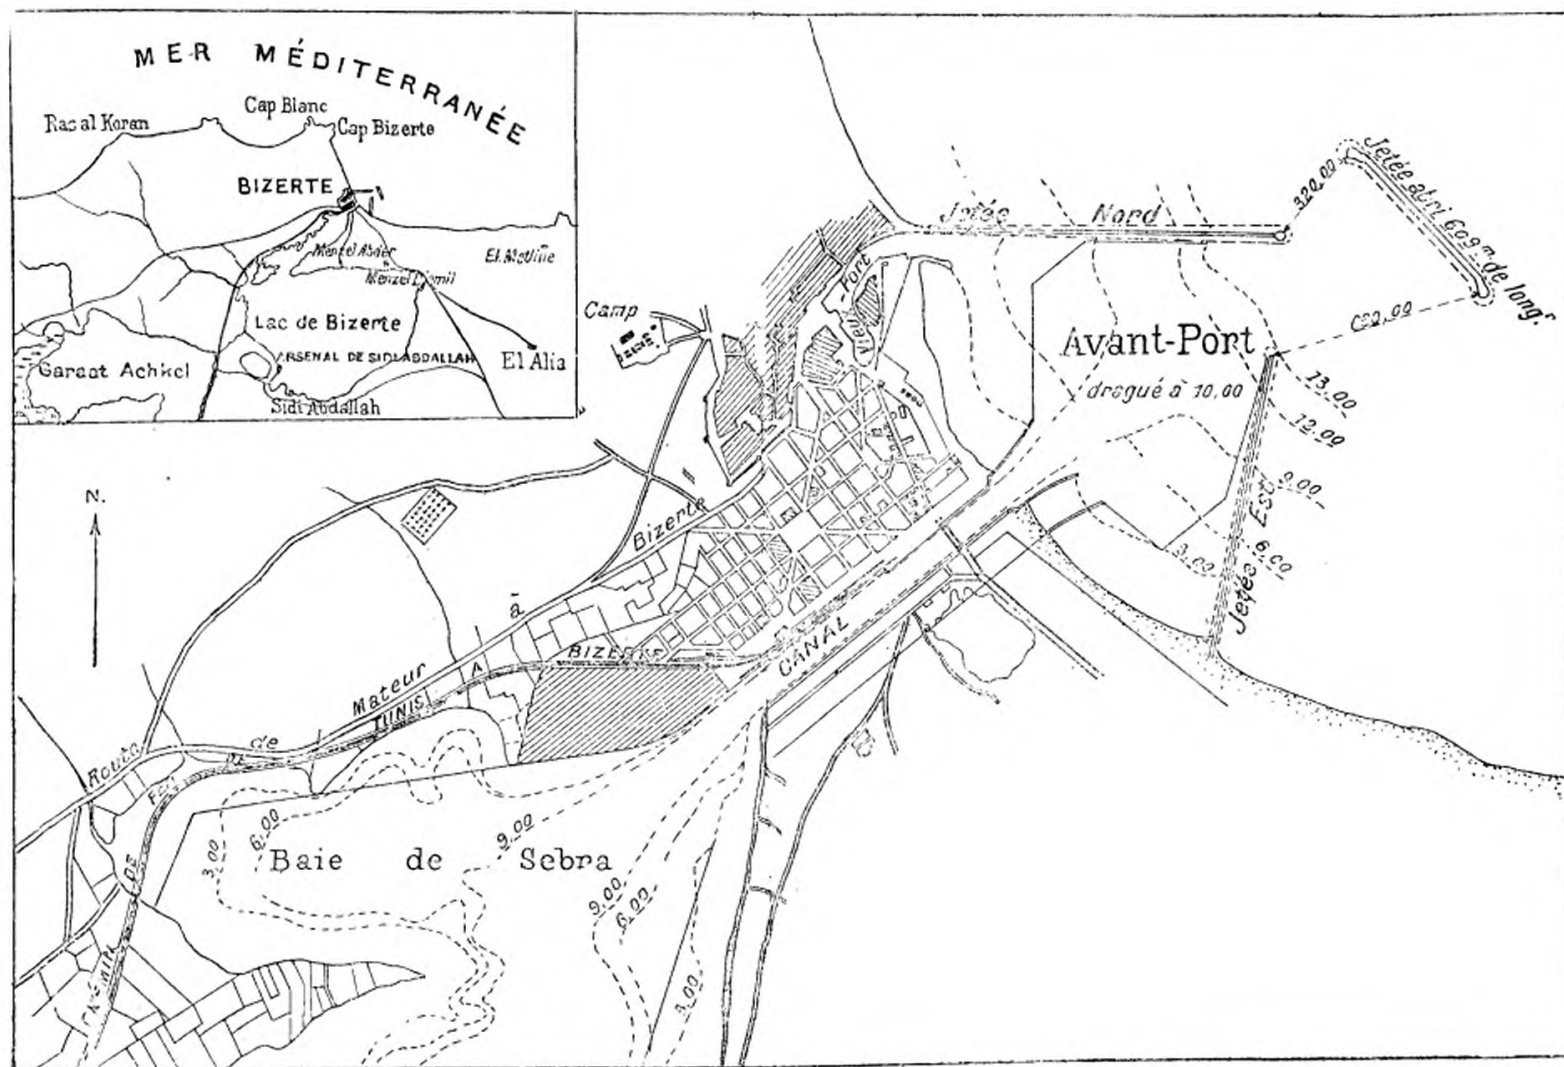 MER MÉDITERRANÉE
Cap Blanc
Ras al Koran
Cap Bizerte
BIZERTE
Menzel Abder
El Metline
Menzel Djemil
Lac de Bizerte
ARSENAL DE SIDI ABDALLAH
El Alia
Garaat Achkel
Sidi Abdallah
N.
Camp
Vieux Port
Jetée Nord
320,00
Jetée abri 609 m de long.r
Avant-Port
dragué à 10,00
13,00
12,00
9,00
6,00
3,00
Jetée Est
Route de Mateur à Bizerte
CHEMIN DE FER DE TUNIS A BIZERTE
CANAL
3,00
6,00
9,00
Baie de Sebra
9,00
6,00
3,00